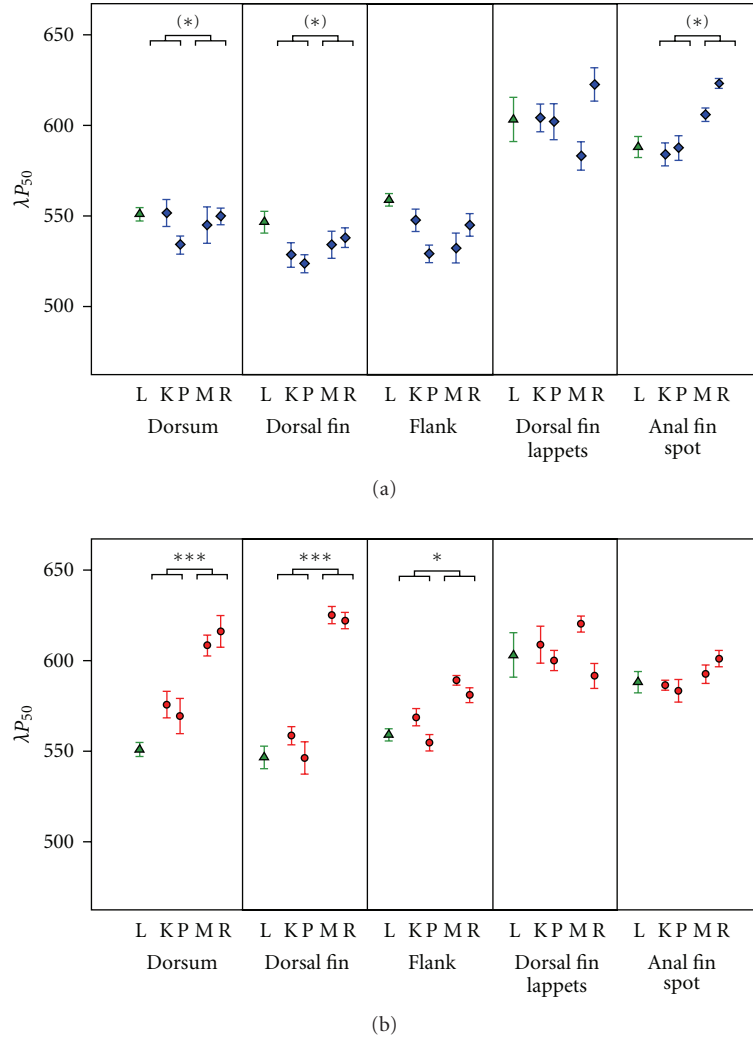 (∗) (∗) (∗)
650
600
550
500
λP50
L K P M R L K P M R L K P M R L K P M R L K P M R
Dorsum Dorsal fin Flank Dorsal fin lappets Anal fin spot
(a)
∗∗∗ ∗∗∗ ∗
650
600
550
500
λP50
L K P M R L K P M R L K P M R L K P M R L K P M R
Dorsum Dorsal fin Flank Dorsal fin lappets Anal fin spot
(b)